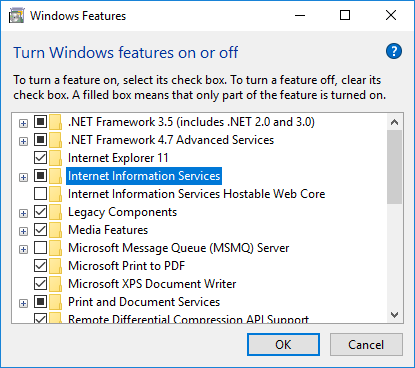 Windows Features
Turn Windows features on or off
?
To turn a feature on, select its check box. To turn a feature off, clear its
check box. A filled box means that only part of the feature is turned on.
.NET Framework 3.5 (includes .NET 2.0 and 3.0)
.NET Framework 4.7 Advanced Services
Internet Explorer 11
Internet Information Services
Internet Information Services Hostable Web Core
Legacy Components
Media Features
Microsoft Message Queue (MSMQ) Server
Microsoft Print to PDF
Microsoft XPS Document Writer
Print and Document Services
Remote Differential Compression API Support
OK
Cancel